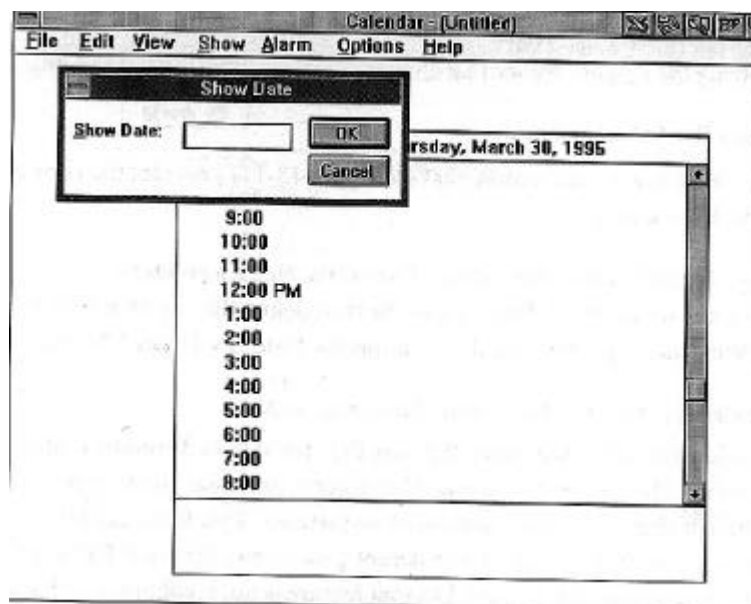 Calendar - (Untitled)
File Edit View Show Alarm Options Help
Show Date
Show Date:
OK
Cancel
rsday, March 30, 1995
9:00
10:00
11:00
12:00 PM
1:00
2:00
3:00
4:00
5:00
6:00
7:00
8:00